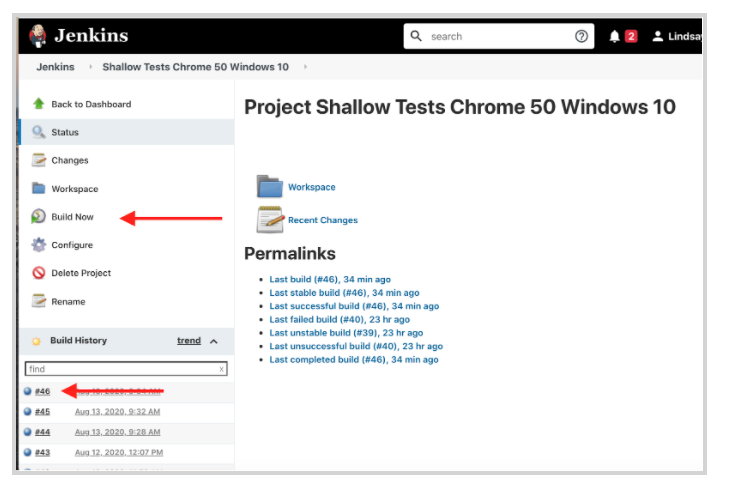 Jenkins
search
2
Lindsay
Jenkins Shallow Tests Chrome 50 Windows 10
Back to Dashboard
Status
Changes
Workspace
Build Now
Configure
Delete Project
Rename
Build History trend
find x
#46
#45 Aug 13, 2020, 9:32 AM
#44 Aug 13, 2020, 9:28 AM
#43 Aug 12, 2020, 12:07 PM
Project Shallow Tests Chrome 50 Windows 10
Workspace
Recent Changes
Permalinks
• Last build (#46), 34 min ago
• Last stable build (#46), 34 min ago
• Last successful build (#46), 34 min ago
• Last failed build (#40), 23 hr ago
• Last unstable build (#39), 23 hr ago
• Last unsuccessful build (#40), 23 hr ago
• Last completed build (#46), 34 min ago